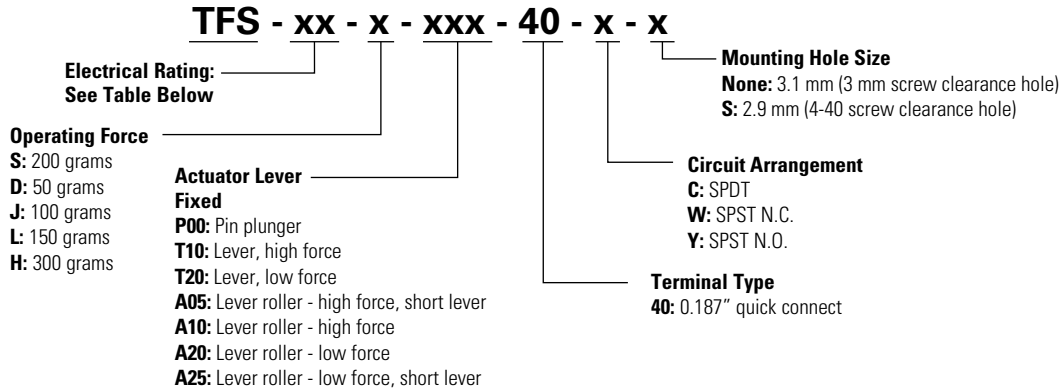 TFS - xx - x - xxx - 40 - x - x
Electrical Rating:
See Table Below
Operating Force
S: 200 grams
D: 50 grams
J: 100 grams
L: 150 grams
H: 300 grams
Actuator Lever
Fixed
P00: Pin plunger
T10: Lever, high force
T20: Lever, low force
A05: Lever roller - high force, short lever
A10: Lever roller - high force
A20: Lever roller - low force
A25: Lever roller - low force, short lever
Mounting Hole Size
None: 3.1 mm (3 mm screw clearance hole)
S: 2.9 mm (4-40 screw clearance hole)
Circuit Arrangement
C: SPDT
W: SPST N.C.
Y: SPST N.O.
Terminal Type
40: 0.187” quick connect